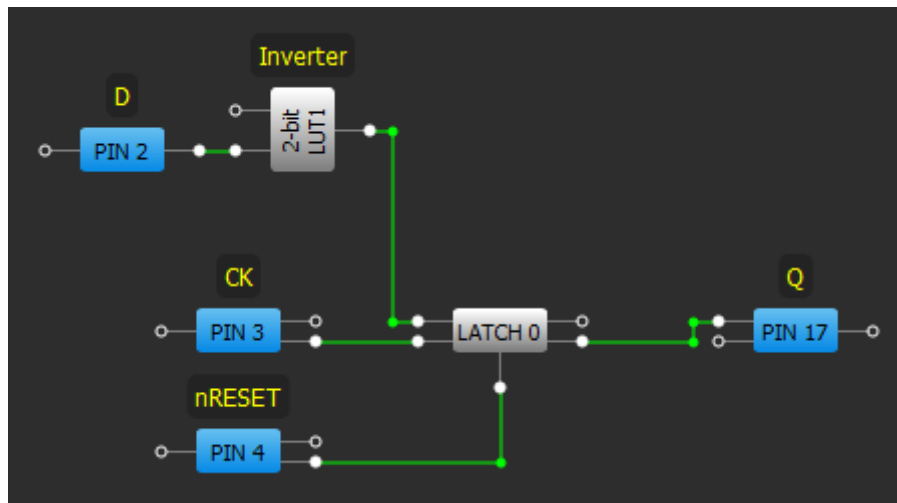 Inverter
D
2-bit
LUT1
PIN 2
CK
Q
PIN 3
LATCH 0
PIN 17
nRESET
PIN 4